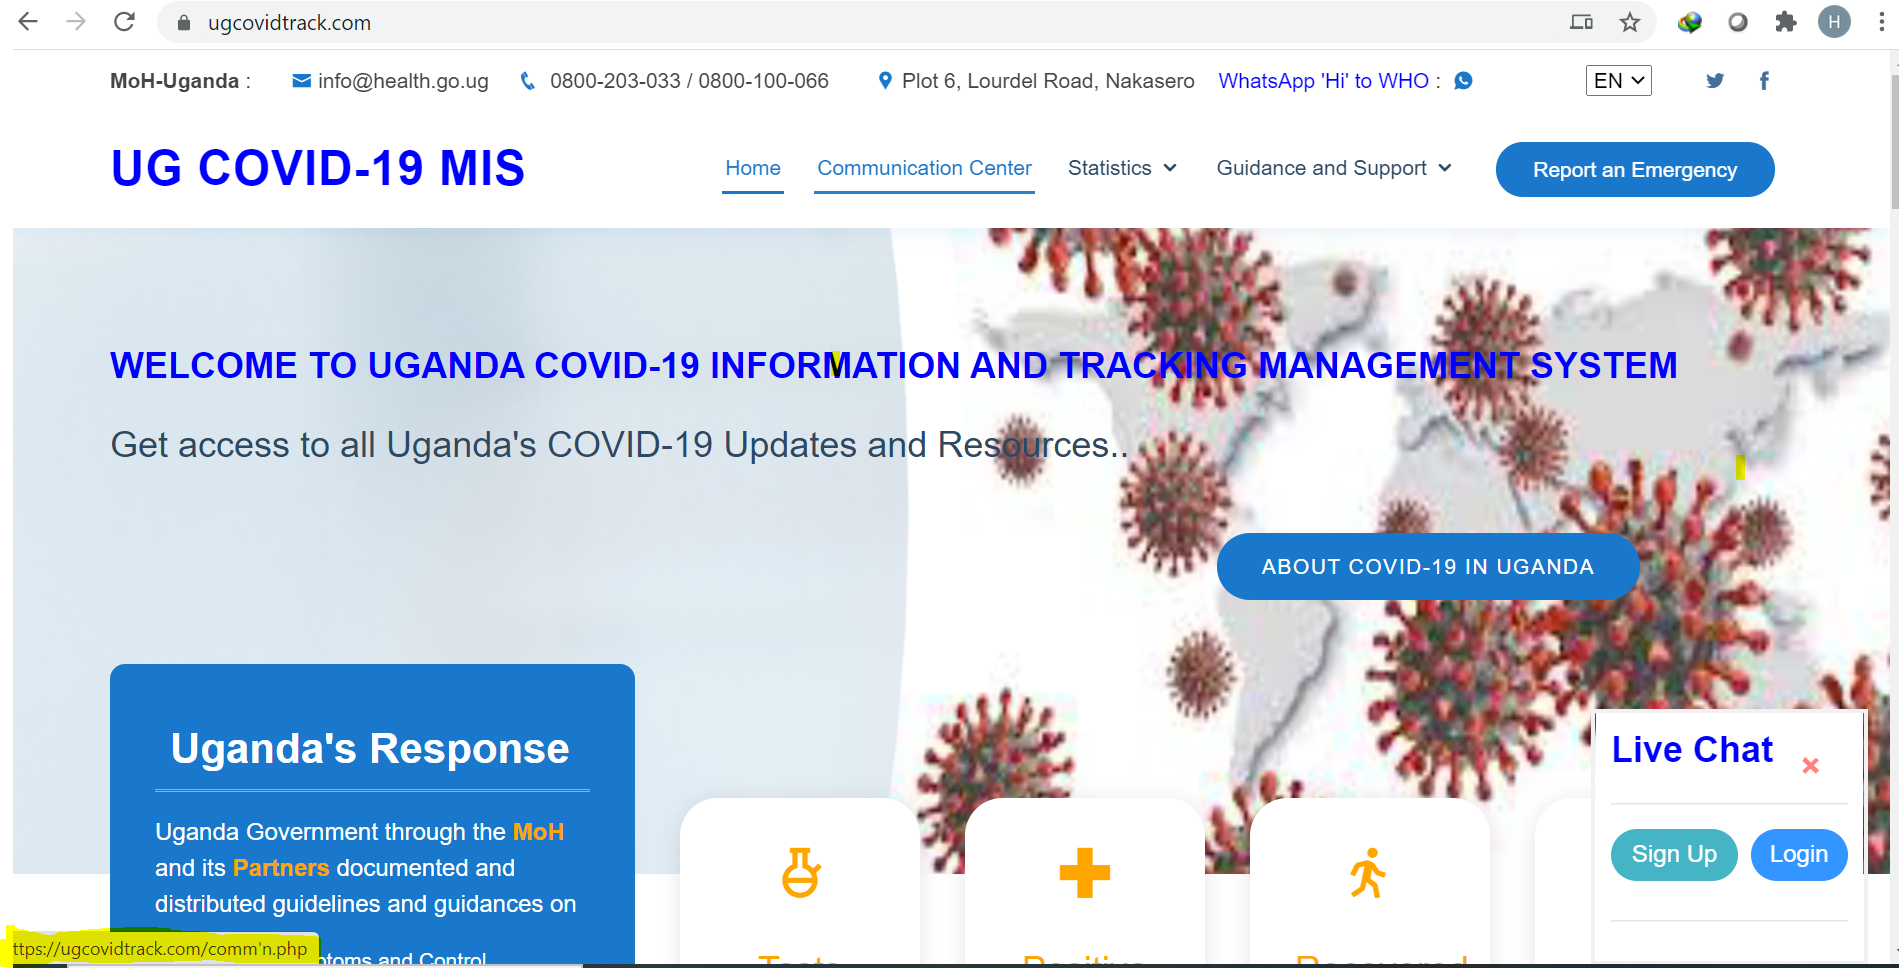 ugcovidtrack.com
H
MoH-Uganda : info@health.go.ug 0800-203-033 / 0800-100-066 Plot 6, Lourdel Road, Nakasero WhatsApp 'Hi' to WHO : EN
UG COVID-19 MIS
Home Communication Center Statistics Guidance and Support Report an Emergency
WELCOME TO UGANDA COVID-19 INFORMATION AND TRACKING MANAGEMENT SYSTEM
Get access to all Uganda's COVID-19 Updates and Resources..
ABOUT COVID-19 IN UGANDA
Uganda's Response
Uganda Government through the MoH
and its Partners documented and
distributed guidelines and guidances on
ptoms and Control
Tests
Positive
Recovered
Live Chat
Sign Up Login
ttps://ugcovidtrack.com/comm'n.php